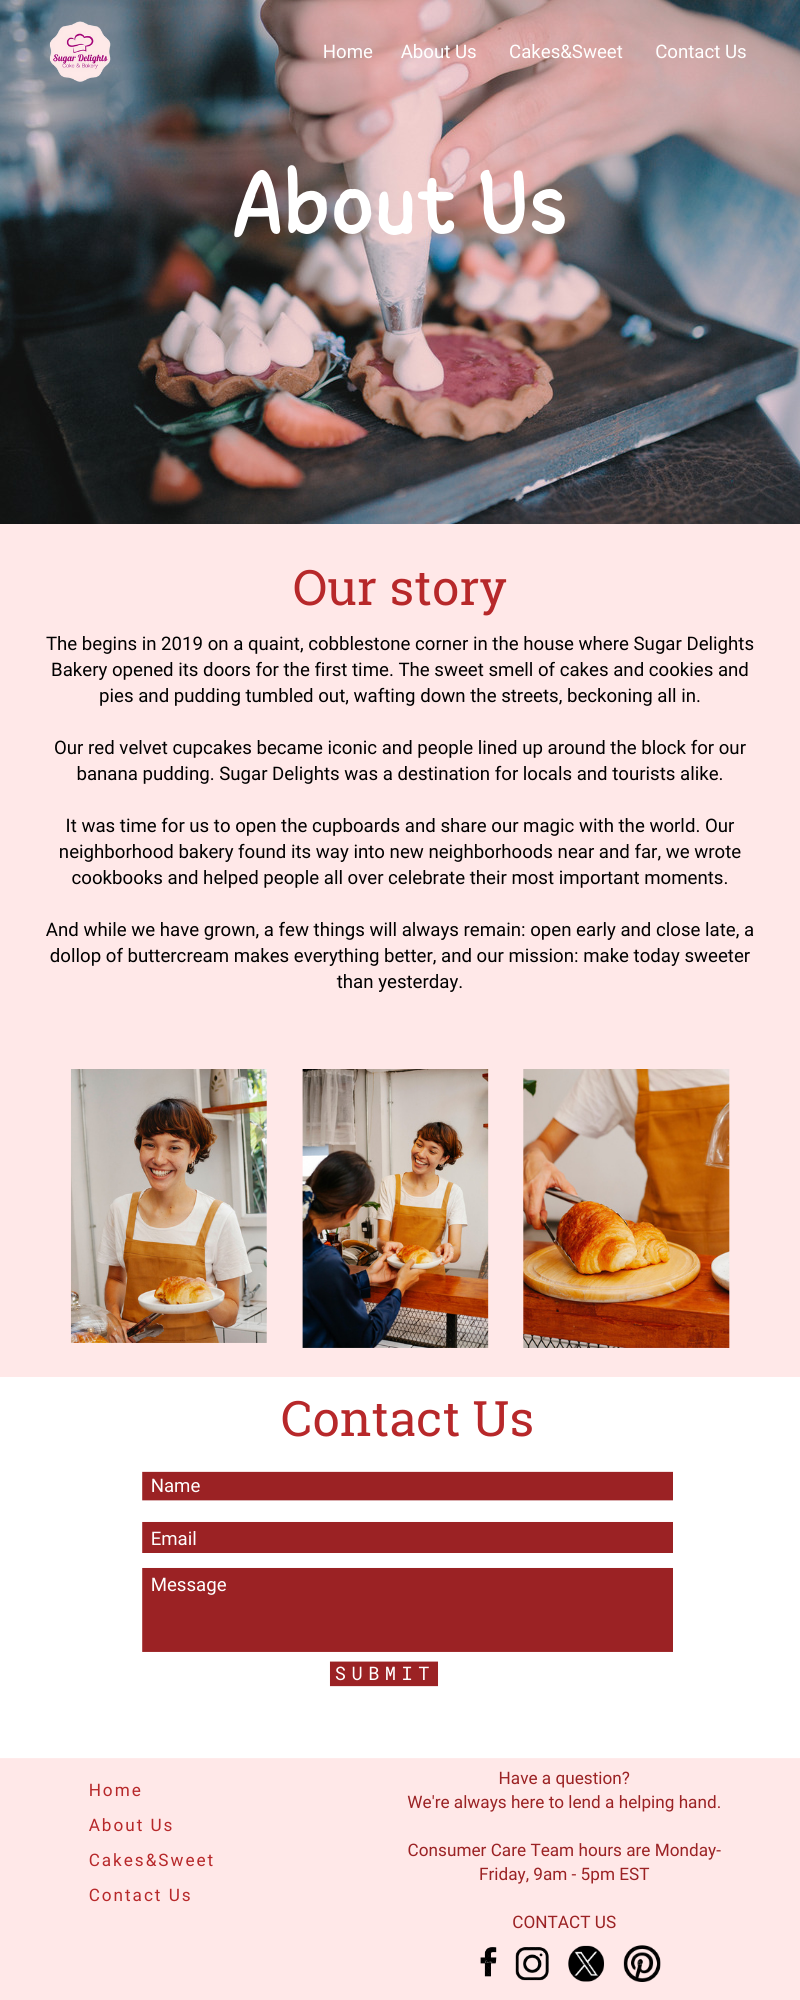 Sugar Delights
Cake & Bakery
Home About Us Cakes&Sweet Contact Us
About Us
Our story
The begins in 2019 on a quaint, cobblestone corner in the house where Sugar Delights
Bakery opened its doors for the first time. The sweet smell of cakes and cookies and
pies and pudding tumbled out, wafting down the streets, beckoning all in.
Our red velvet cupcakes became iconic and people lined up around the block for our
banana pudding. Sugar Delights was a destination for locals and tourists alike.
It was time for us to open the cupboards and share our magic with the world. Our
neighborhood bakery found its way into new neighborhoods near and far, we wrote
cookbooks and helped people all over celebrate their most important moments.
And while we have grown, a few things will always remain: open early and close late, a
dollop of buttercream makes everything better, and our mission: make today sweeter
than yesterday.
Contact Us
Name
Email
Message
SUBMIT
Home
About Us
Cakes&Sweet
Contact Us
Have a question?
We're always here to lend a helping hand.
Consumer Care Team hours are Monday-
Friday, 9am - 5pm EST
CONTACT US